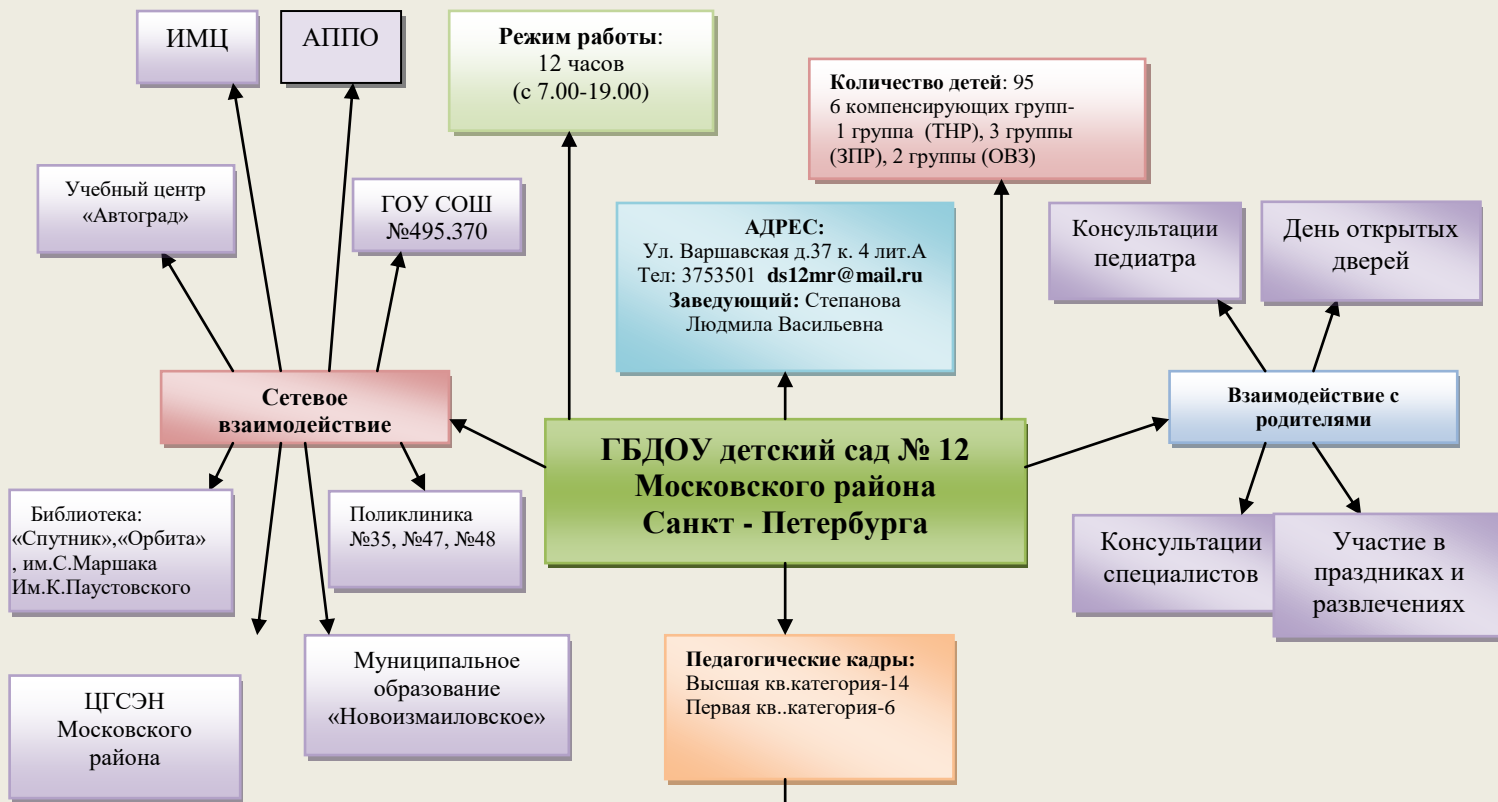 ИМЦ
АППО
Режим работы:
12 часов
(с 7.00-19.00)
Количество детей: 95
6 компенсирующих групп-
1 группа (ТНР), 3 группы
(ЗПР), 2 группы (ОВЗ)
Учебный центр
«Автоград»
ГОУ СОШ
№495,370
АДРЕС:
Ул. Варшавская д.37 к. 4 лит.А
Тел: 3753501 ds12mr@mail.ru
Заведующий: Степанова
Людмила Васильевна
Консультации
педиатра
День открытых
дверей
Сетевое
взаимодействие
Взаимодействие с
родителями
ГБДОУ детский сад № 12
Московского района
Санкт - Петербурга
Библиотека:
«Спутник»,«Орбита»
, им.С.Маршака
Им.К.Паустовского
Поликлиника
№35, №47, №48
Консультации
специалистов
Участие в
праздниках и
развлечениях
ЦГСЭН
Московского
района
Муниципальное
образование
«Новоизмаиловское»
Педагогические кадры:
Высшая кв.категория-14
Первая кв..категория-6